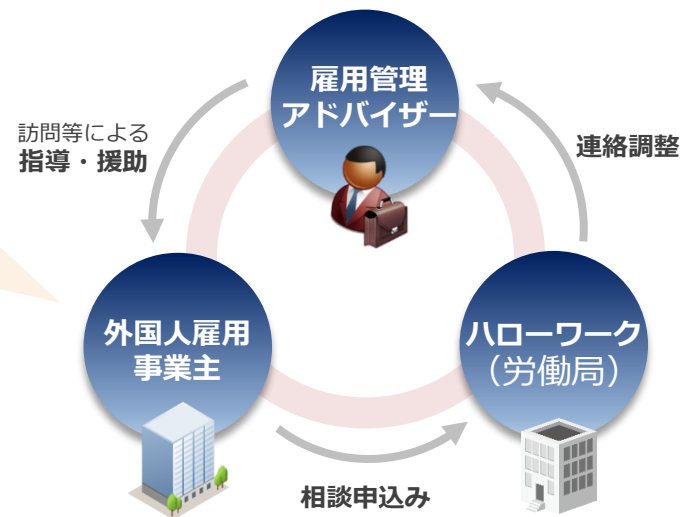 雇用管理
アドバイザー
訪問等による
指導・援助
連絡調整
外国人雇用
事業主
ハローワーク
（労働局）
相談申込み